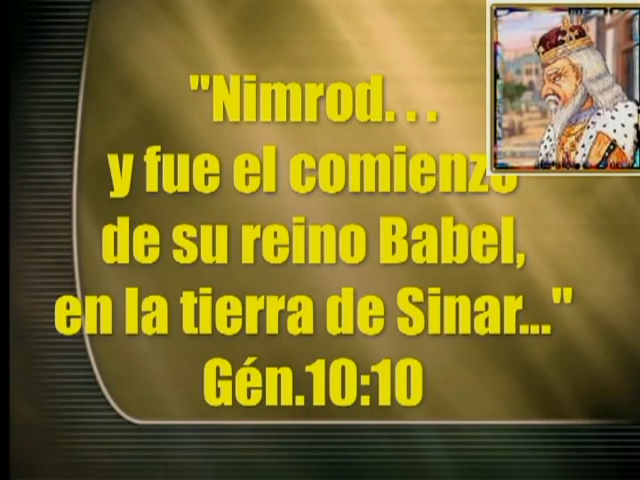 "Nimrod. . .
y fue el comienzo
de su reino Babel,
en la tierra de Sinar..."
Gén.10:10